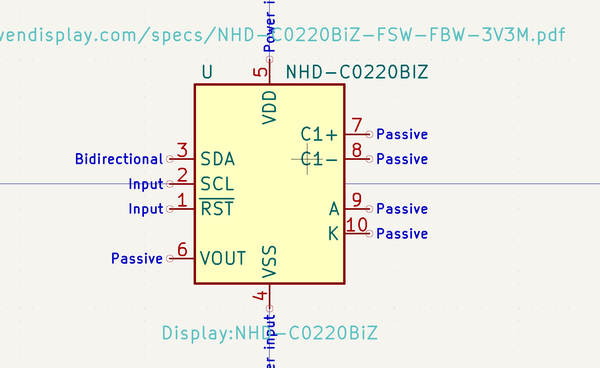 Power i
vendisplay.com/specs/NHD-C0220BiZ-FSW-FBW-3V3M.pdf
U
5
NHD-C0220BIZ
VDD
C1+ 7 Passive
Bidirectional 3 SDA
C1- 8 Passive
Input 2 SCL
Input 1 RST
A 9 Passive
K 10 Passive
Passive 6 VOUT
VSS
4
Display:NHD-C0220BiZ
er input